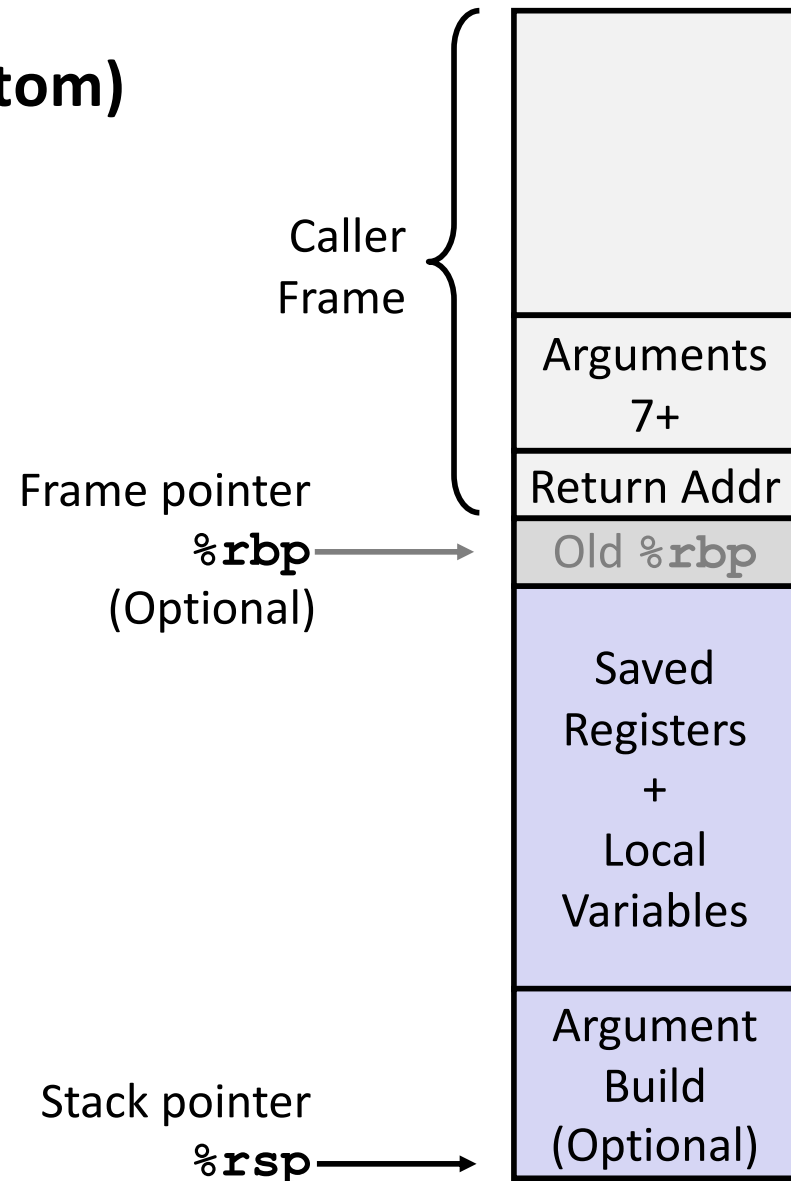 tom)
Caller
Frame
Arguments
7+
Return Addr
Frame pointer
%rbp
(Optional)
Old %rbp
Saved
Registers
+
Local
Variables
Argument
Build
(Optional)
Stack pointer
%rsp